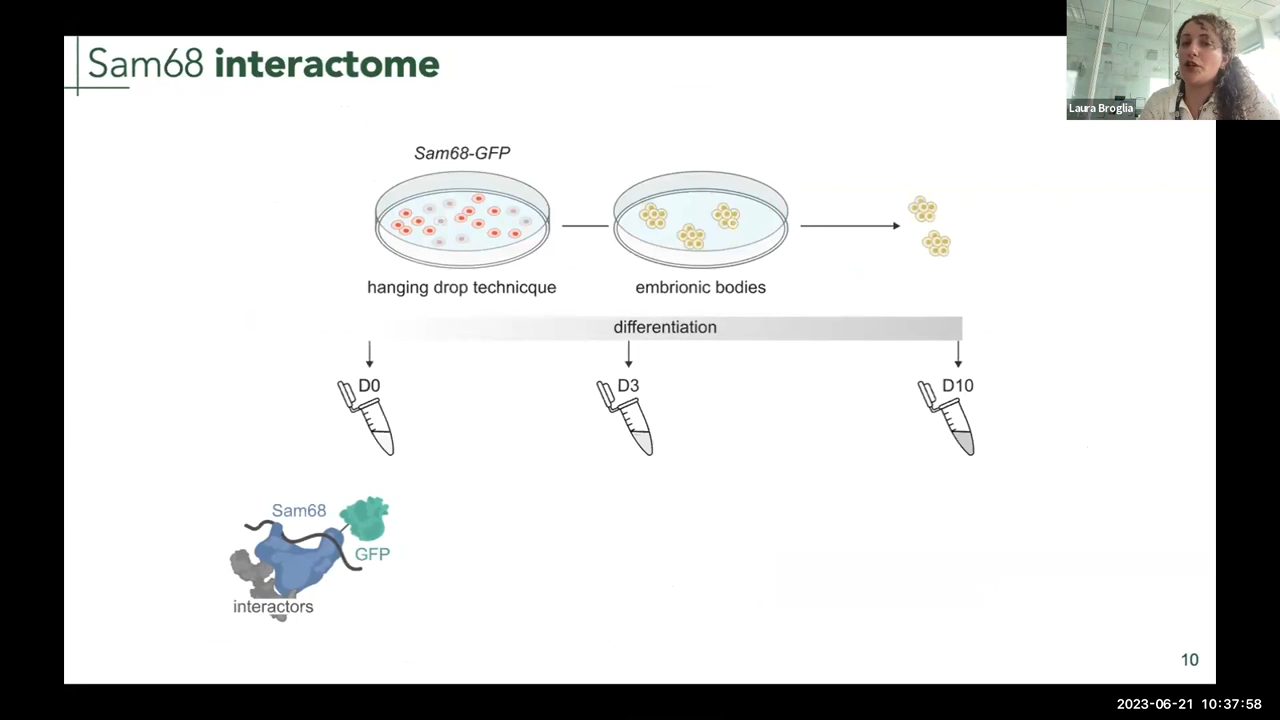 Sam68 interactome
Laura Broglia
Sam68-GFP
hanging drop technicque
embrionic bodies
differentiation
D0
D3
D10
Sam68
GFP
interactors
10
2023-06-21 10:37:58